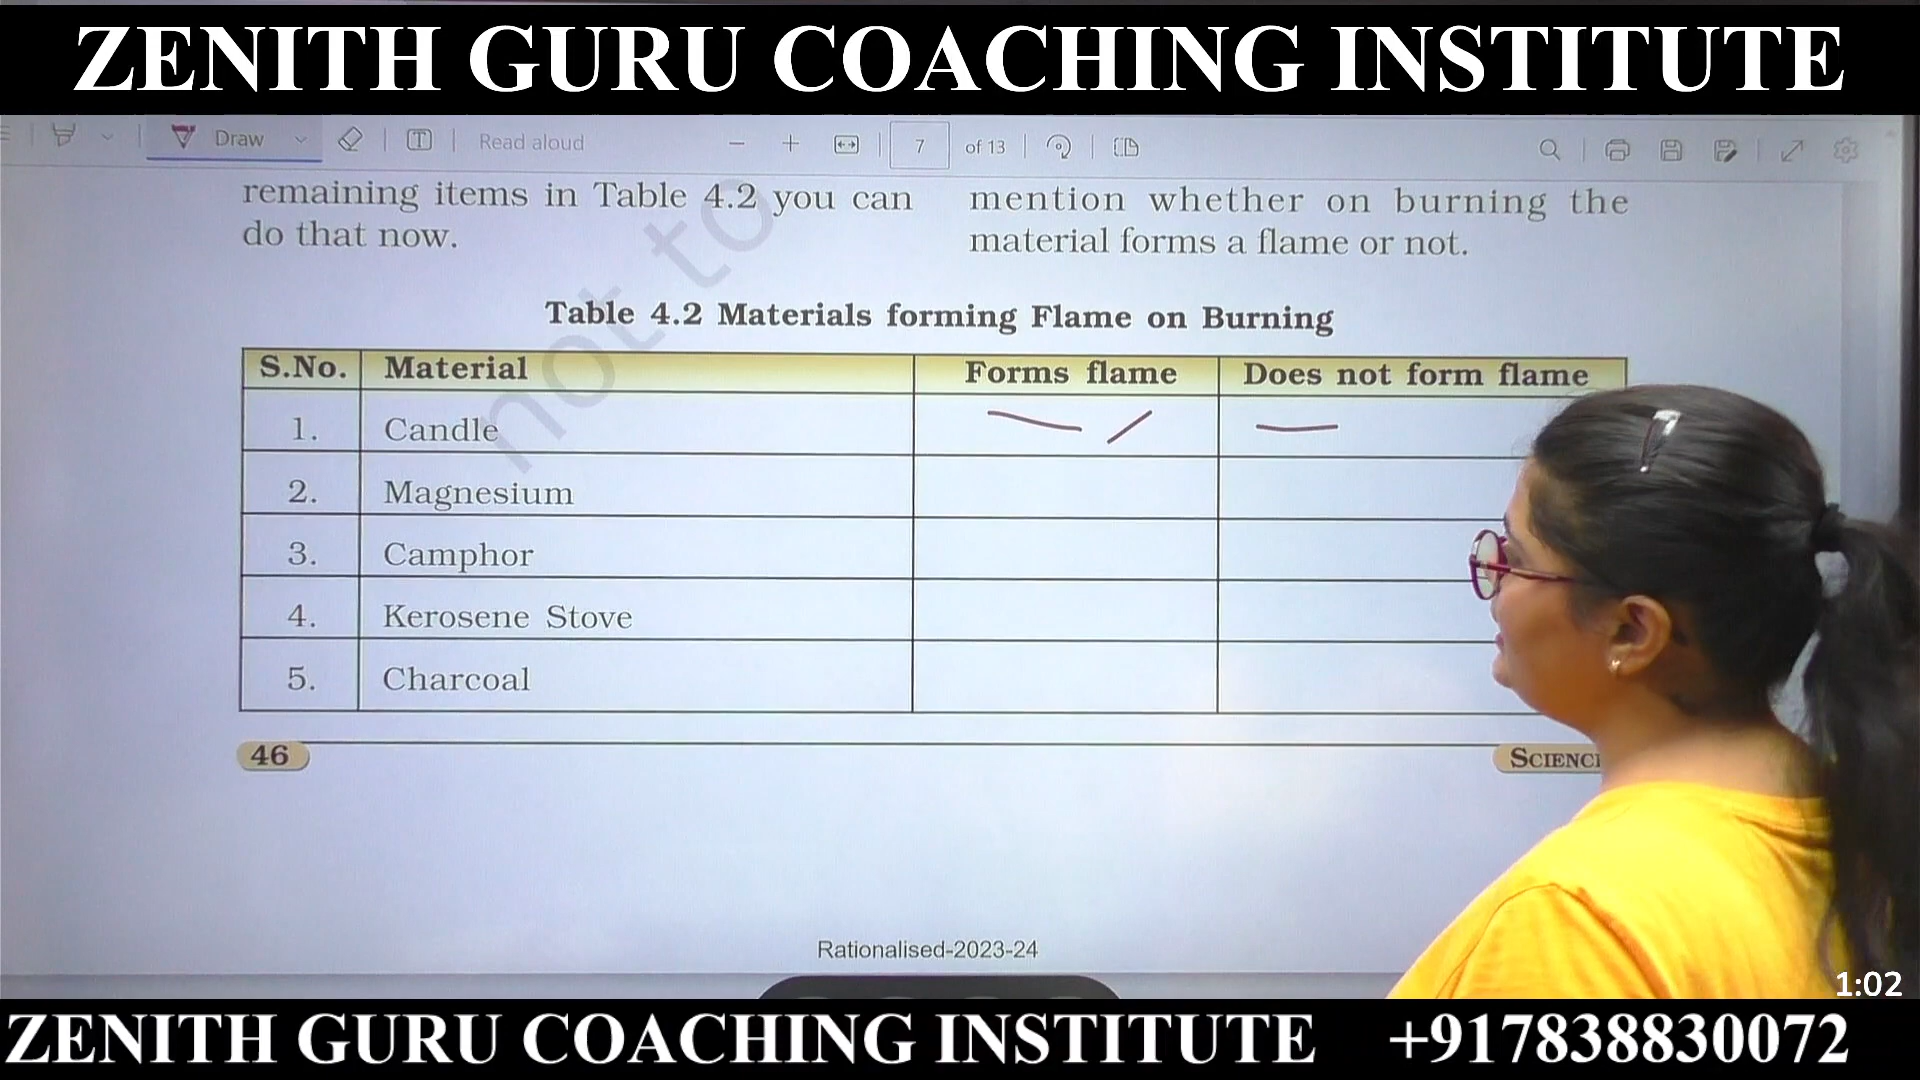 ZENITH GURU COACHING INSTITUTE
Draw Read aloud 7 of 13
remaining items in Table 4.2 you can
do that now.
mention whether on burning the
material forms a flame or not.
not to
Table 4.2 Materials forming Flame on Burning
S.No. Material Forms flame Does not form flame
1. Candle
2. Magnesium
3. Camphor
4. Kerosene Stove
5. Charcoal
46
Rationalised-2023-24
1:02
ZENITH GURU COACHING INSTITUTE +917838830072